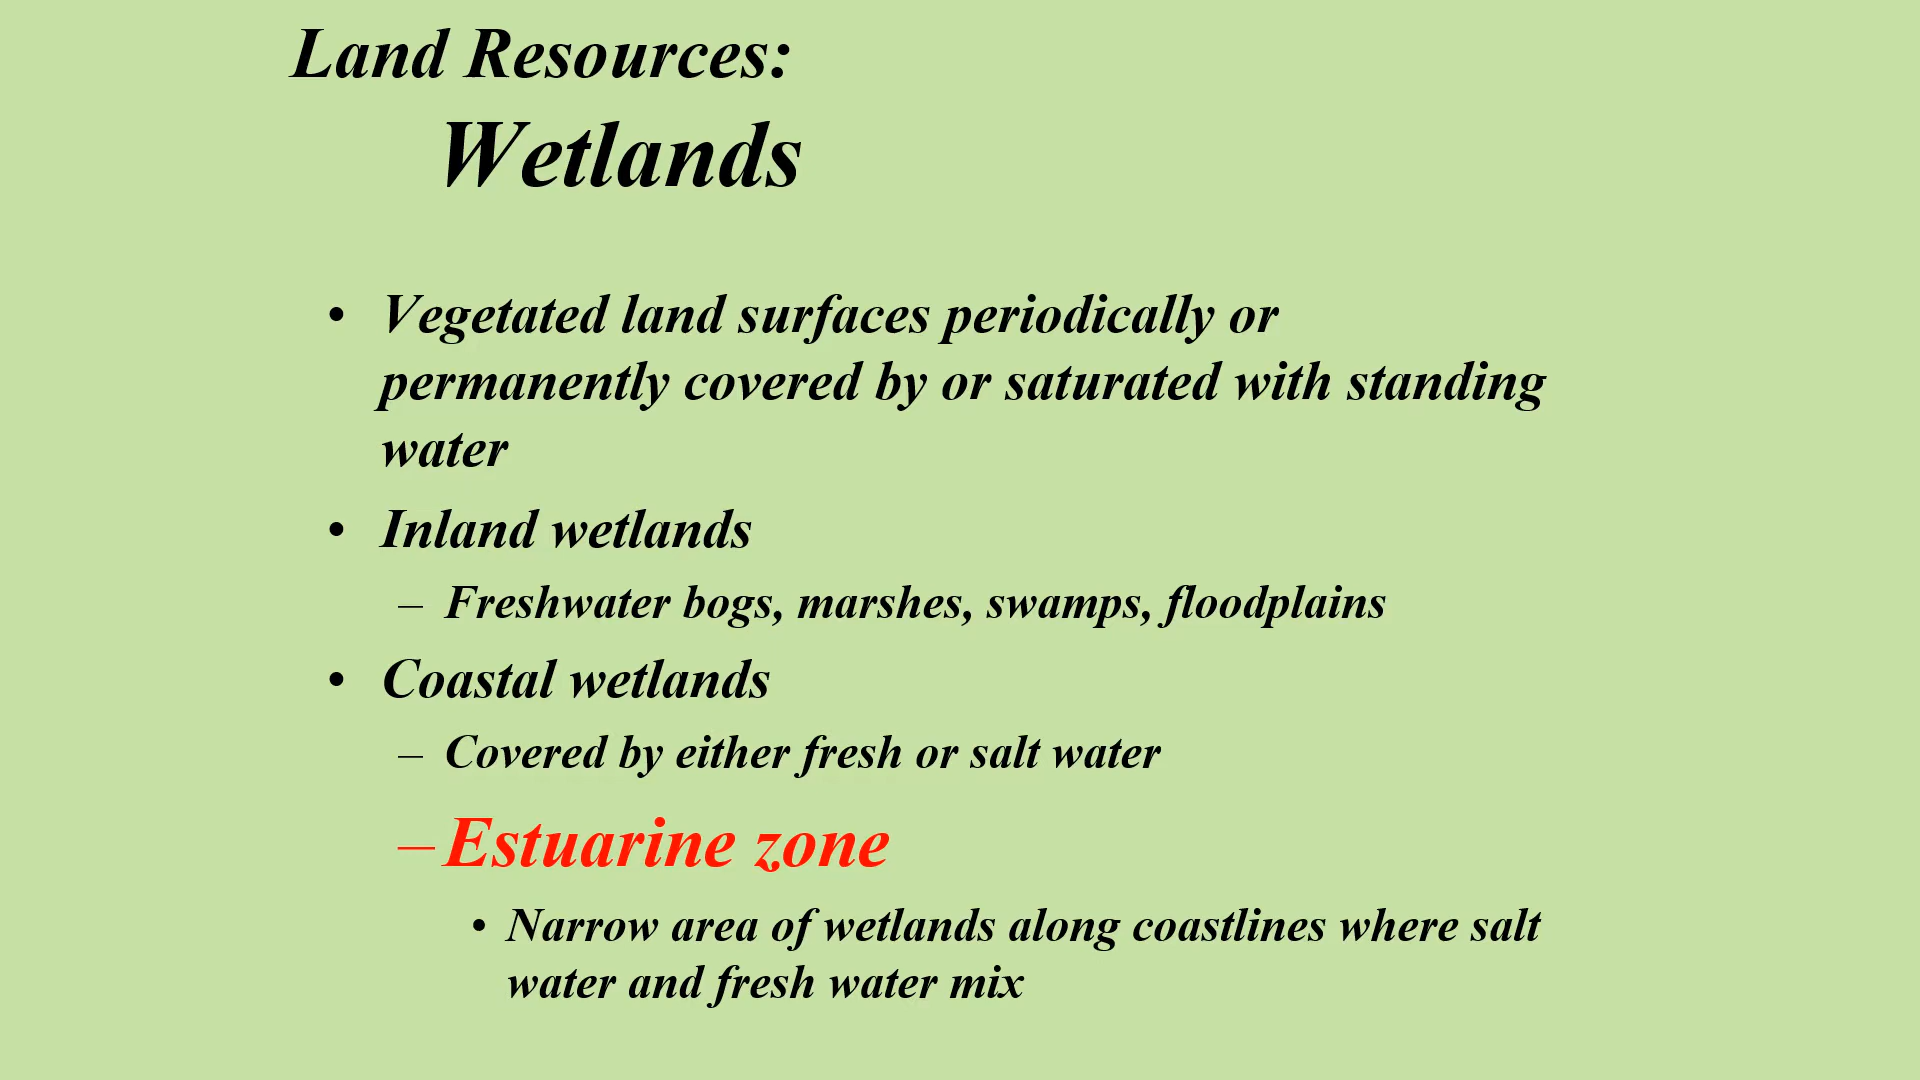 Land Resources:
Wetlands
• Vegetated land surfaces periodically or
permanently covered by or saturated with standing
water
• Inland wetlands
– Freshwater bogs, marshes, swamps, floodplains
• Coastal wetlands
– Covered by either fresh or salt water
– Estuarine zone
• Narrow area of wetlands along coastlines where salt
water and fresh water mix